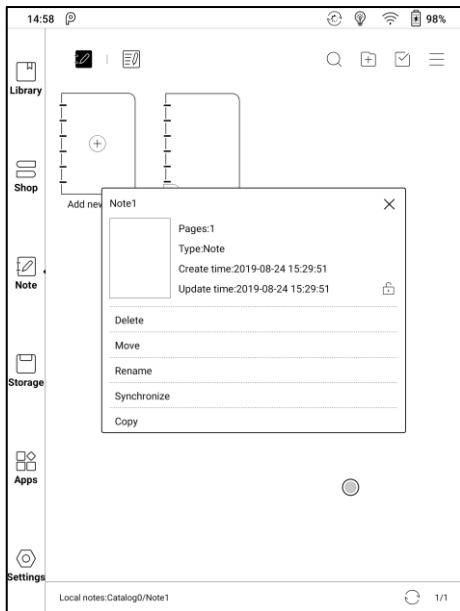 14:58
98%
Library
Shop
Note
Storage
Apps
Settings
Add new
Note1
Pages:1
Type:Note
Create time:2019-08-24 15:29:51
Update time:2019-08-24 15:29:51
Delete
Move
Rename
Synchronize
Copy
Local notes:Catalog0/Note1
1/1